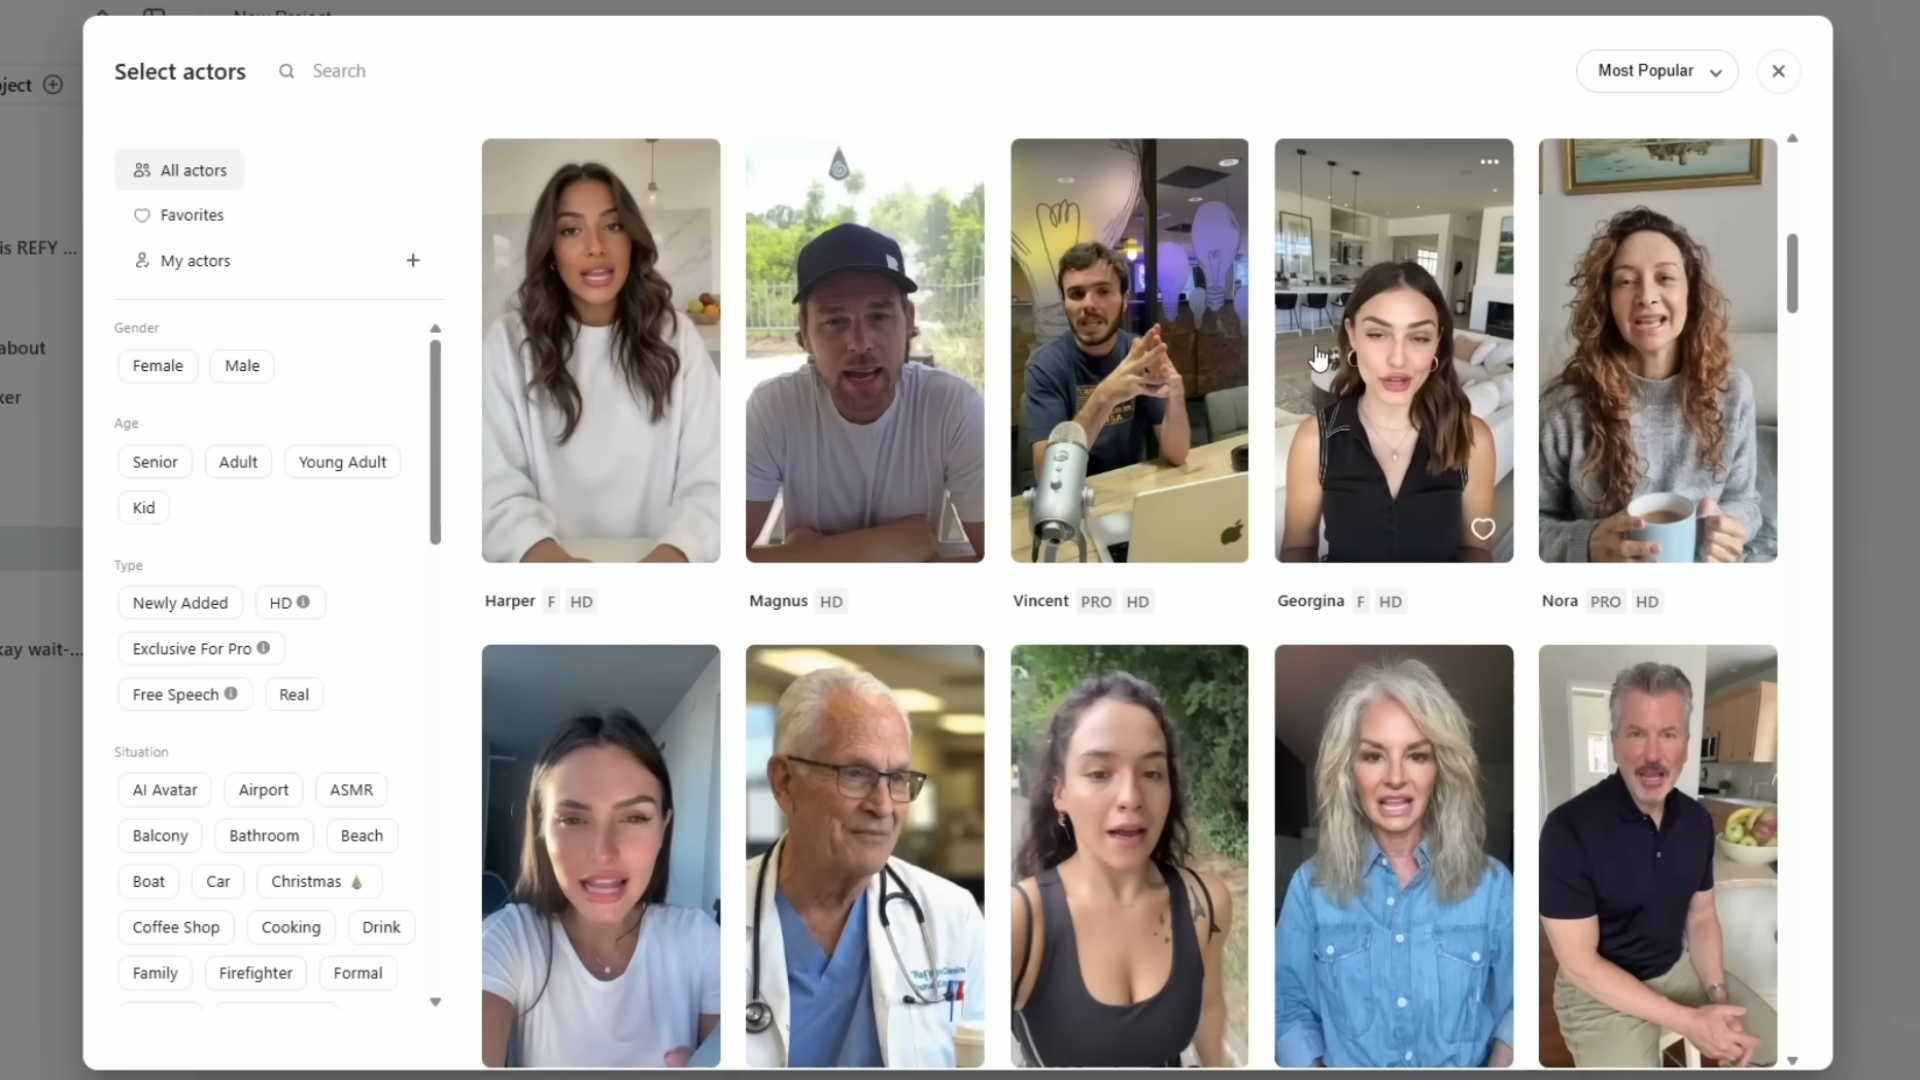 New Project
Select actors
Search
Most Popular
ject
All actors
Favorites
My actors
is REFY ...
Gender
Female
Male
about
Age
ker
Senior
Adult
Young Adult
Kid
Type
Newly Added
HD
Harper F HD
Magnus HD
Vincent PRO HD
Georgina F HD
Nora PRO HD
kay wait-...
Exclusive For Pro
Free Speech
Real
Situation
AI Avatar
Airport
ASMR
Balcony
Bathroom
Beach
Boat
Car
Christmas
Coffee Shop
Cooking
Drink
Family
Firefighter
Formal